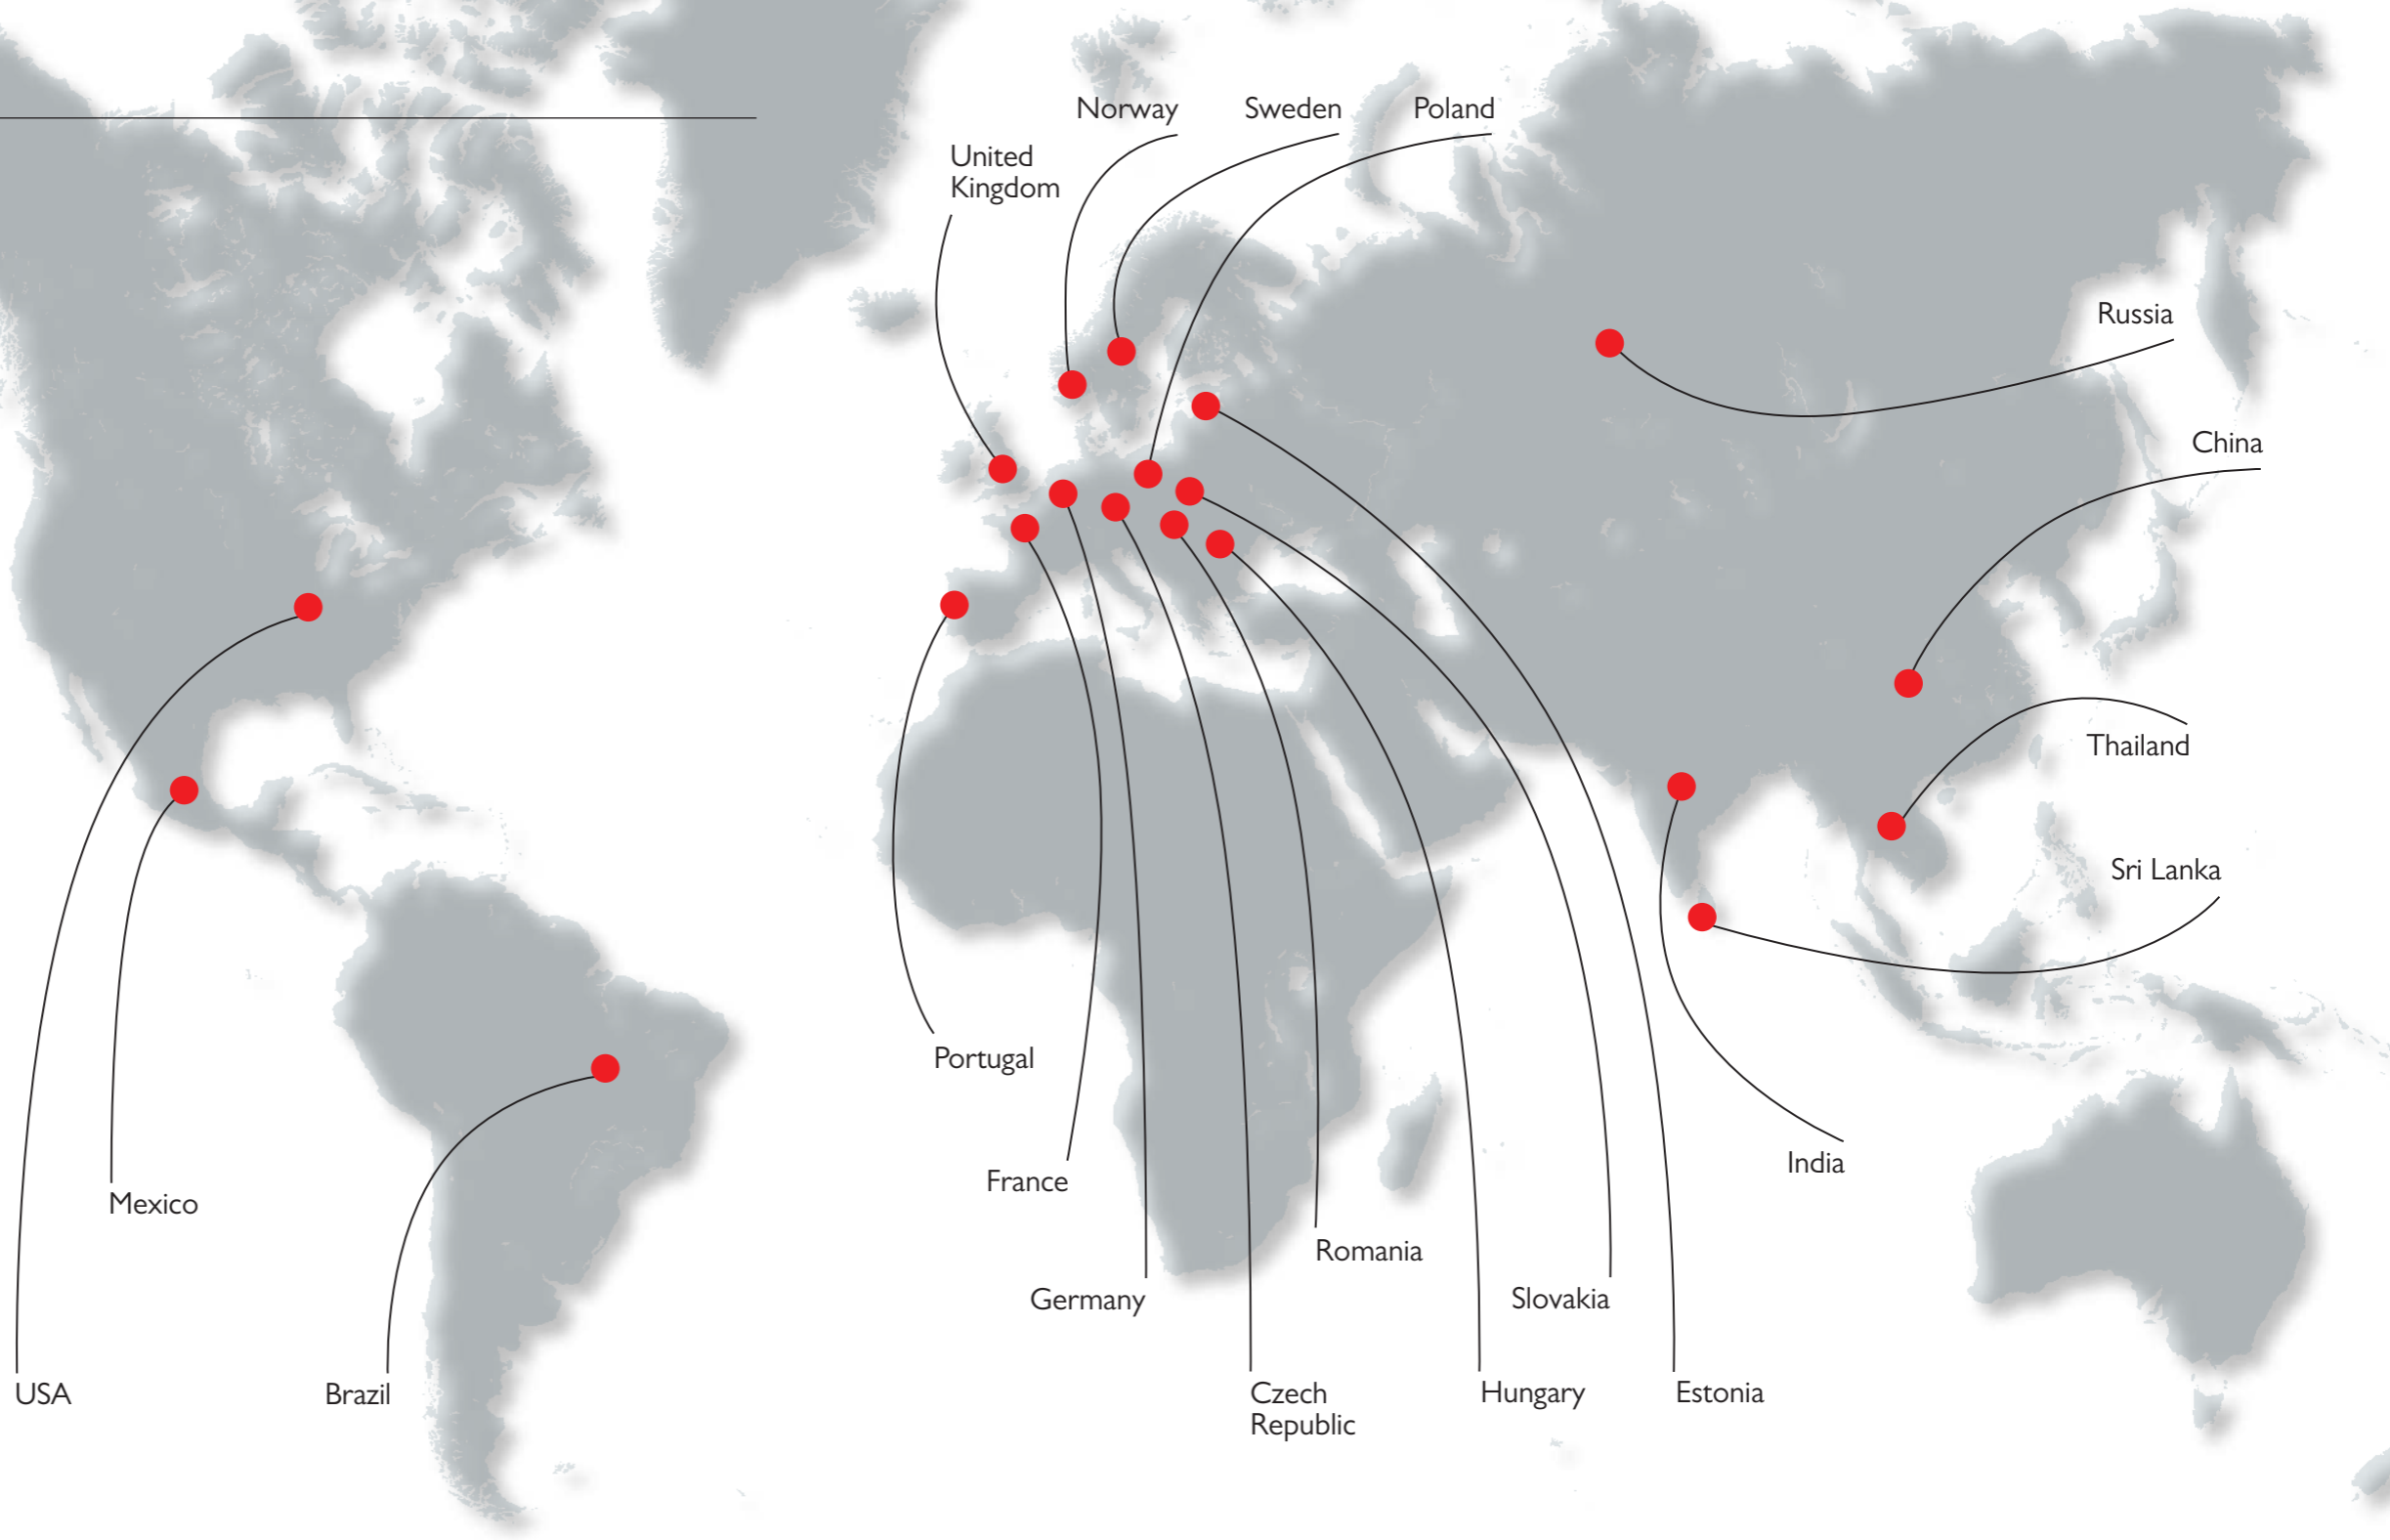 Norway
Sweden
Poland
United
Kingdom
Russia
China
Thailand
Sri Lanka
Portugal
India
France
Mexico
Romania
Germany
Slovakia
USA
Brazil
Czech
Republic
Hungary
Estonia